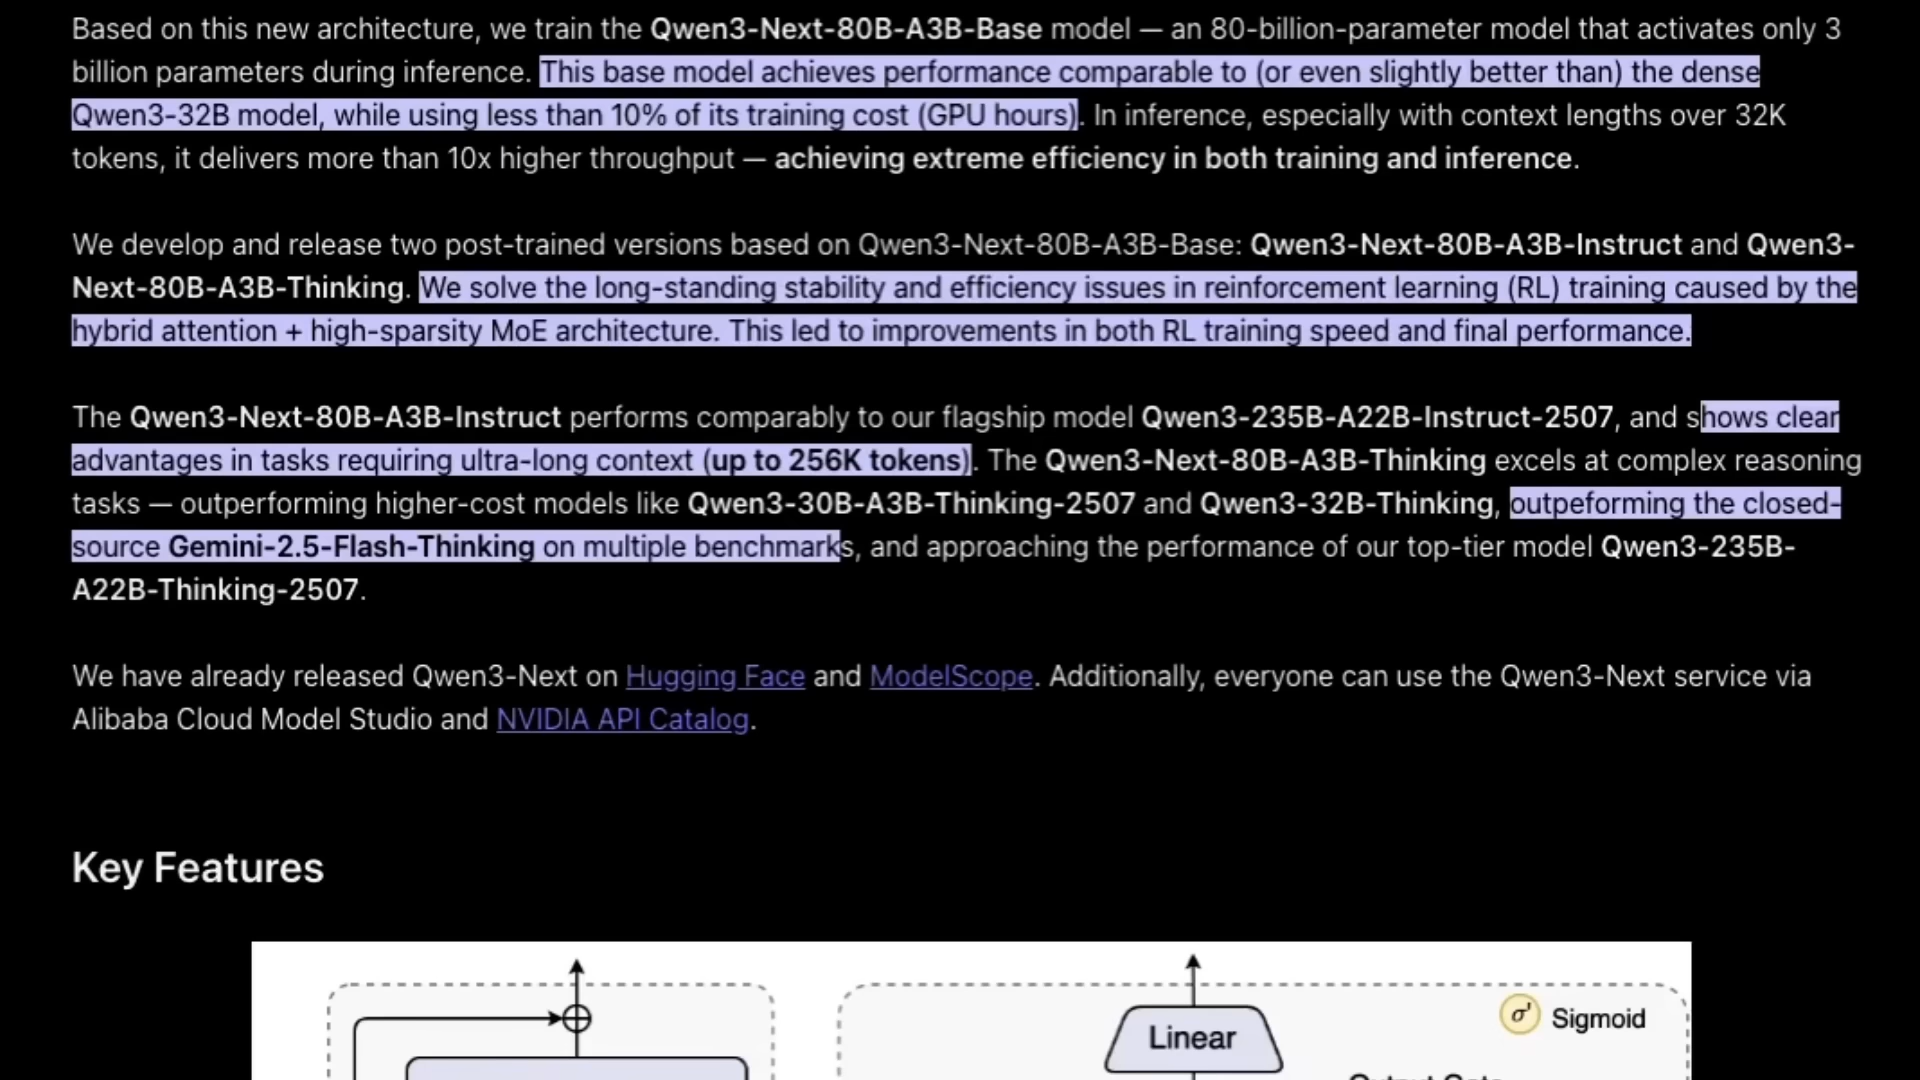 Based on this new architecture, we train the Qwen3-Next-80B-A3B-Base model — an 80-billion-parameter model that activates only 3
billion parameters during inference. This base model achieves performance comparable to (or even slightly better than) the dense
Qwen3-32B model, while using less than 10% of its training cost (GPU hours). In inference, especially with context lengths over 32K
tokens, it delivers more than 10x higher throughput — achieving extreme efficiency in both training and inference.
We develop and release two post-trained versions based on Qwen3-Next-80B-A3B-Base: Qwen3-Next-80B-A3B-Instruct and Qwen3-
Next-80B-A3B-Thinking. We solve the long-standing stability and efficiency issues in reinforcement learning (RL) training caused by the
hybrid attention + high-sparsity MoE architecture. This led to improvements in both RL training speed and final performance.
The Qwen3-Next-80B-A3B-Instruct performs comparably to our flagship model Qwen3-235B-A22B-Instruct-2507, and shows clear
advantages in tasks requiring ultra-long context (up to 256K tokens). The Qwen3-Next-80B-A3B-Thinking excels at complex reasoning
tasks — outperforming higher-cost models like Qwen3-30B-A3B-Thinking-2507 and Qwen3-32B-Thinking, outpeforming the closed-
source Gemini-2.5-Flash-Thinking on multiple benchmarks, and approaching the performance of our top-tier model Qwen3-235B-
A22B-Thinking-2507.
We have already released Qwen3-Next on Hugging Face and ModelScope. Additionally, everyone can use the Qwen3-Next service via
Alibaba Cloud Model Studio and NVIDIA API Catalog.
Key Features
σ Sigmoid
Linear